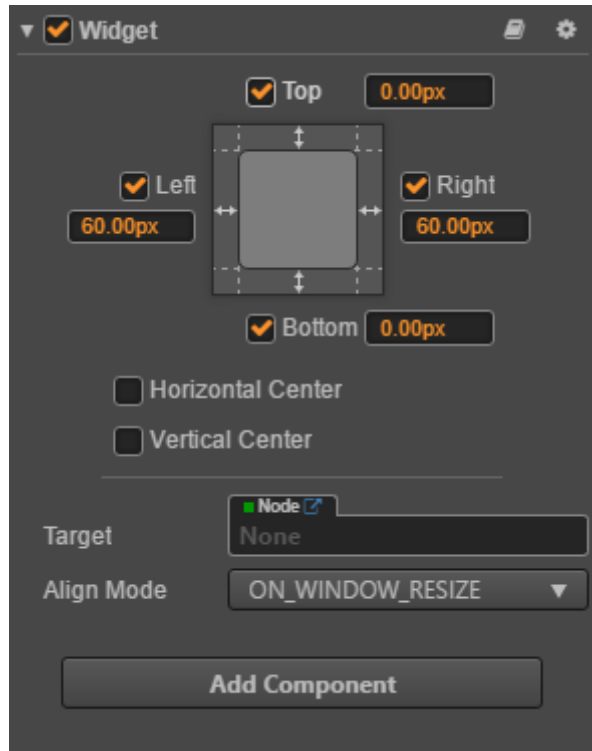 Widget
Top 0.00px
Left Right
60.00px 60.00px
Bottom 0.00px
Horizontal Center
Vertical Center
Node
Target None
Align Mode ON_WINDOW_RESIZE
Add Component